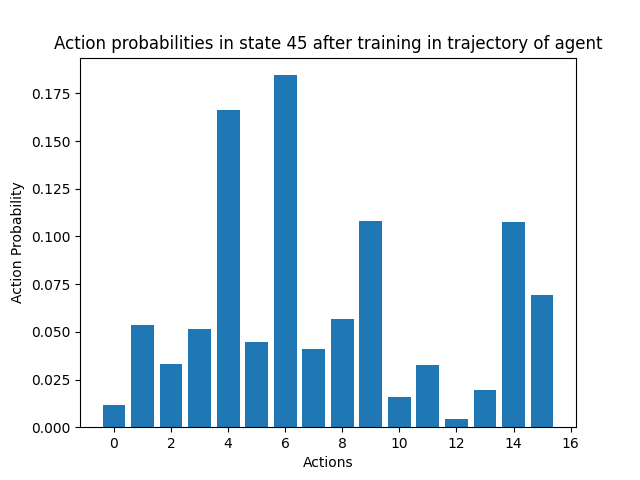 Action probabilities in state 45 after training in trajectory of agent
0.175
0.150
0.125
0.100
0.075
0.050
0.025
0.000
Action Probability
0 2 4 6 8 10 12 14 16
Actions